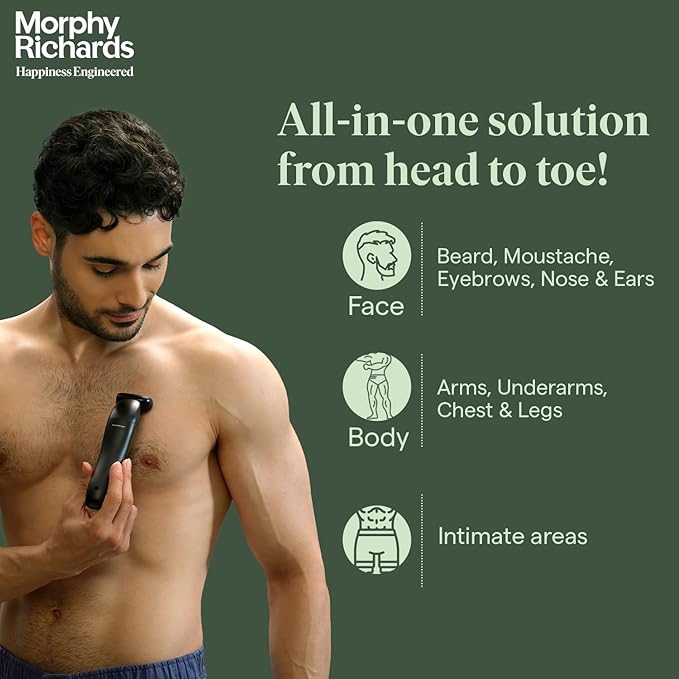 Morphy
Richards
Happiness Engineered
All-in-one solution
from head to toe!
Face
Beard, Moustache,
Eyebrows, Nose & Ears
Body
Arms, Underarms,
Chest & Legs
Intimate areas